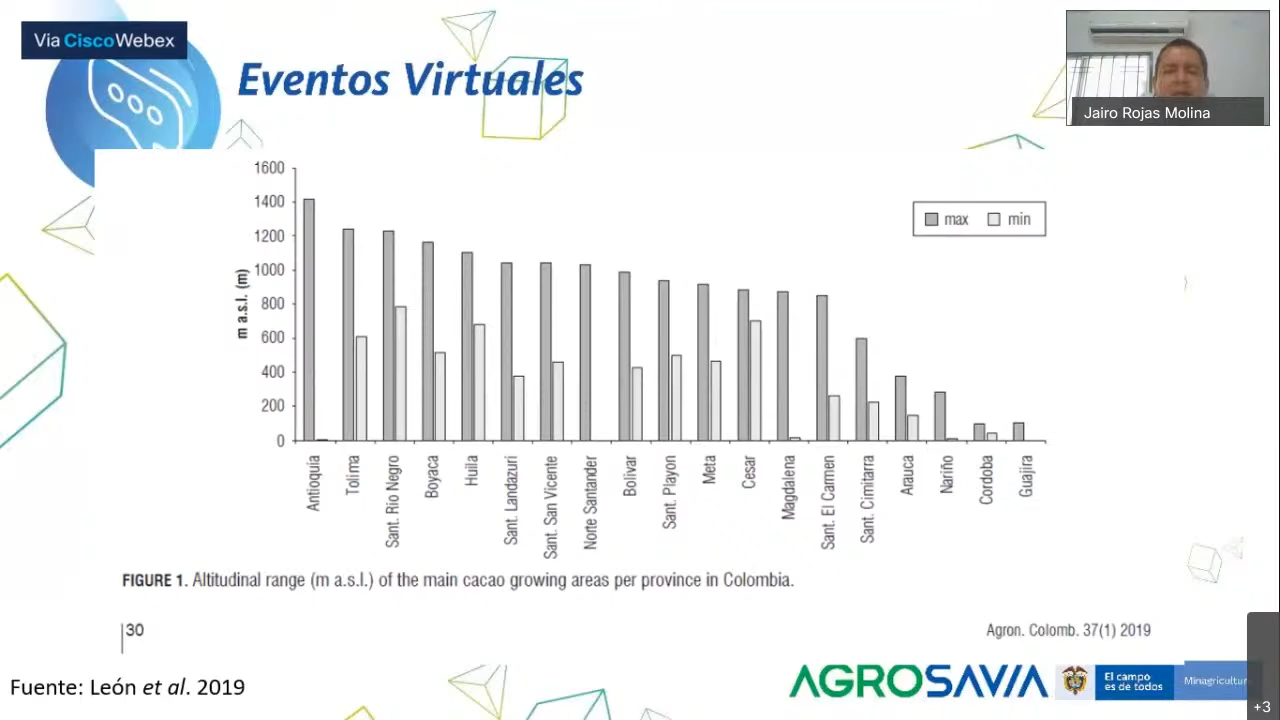 Vía CiscoWebex
Eventos Virtuales
Jairo Rojas Molina
1600
1400
1200
1000
800
600
400
200
0
m a.s.l. (m)
max
min
Antioquia
Tolima
Sant. Rio Negro
Boyaca
Huila
Sant. Landazuri
Sant. San Vicente
Norte Santander
Bolivar
Sant. Playon
Meta
Cesar
Magdalena
Sant. El Carmen
Sant. Cimitarra
Arauca
Nariño
Cordoba
Guajira
FIGURE 1. Altitudinal range (m a.s.l.) of the main cacao growing areas per province in Colombia.
30
Agron. Colomb. 37(1) 2019
Fuente: León et al. 2019
AGROSAVIA
El campo
es de todos
Minagricultur
+3